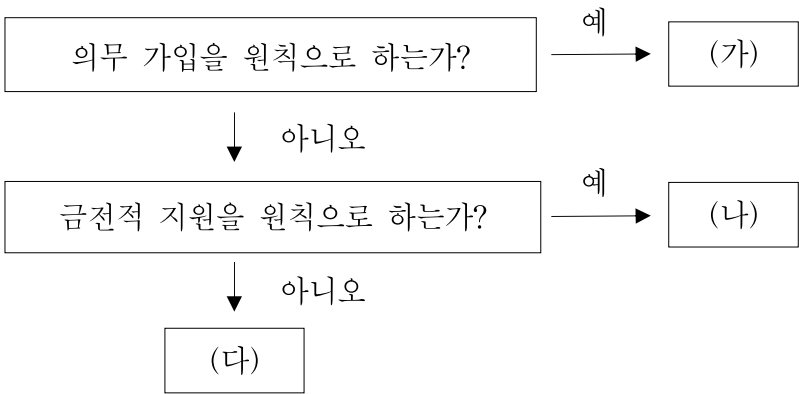 의무 가입을 원칙으로 하는가?
예
(가)
아니오
금전적 지원을 원칙으로 하는가?
예
(나)
아니오
(다)